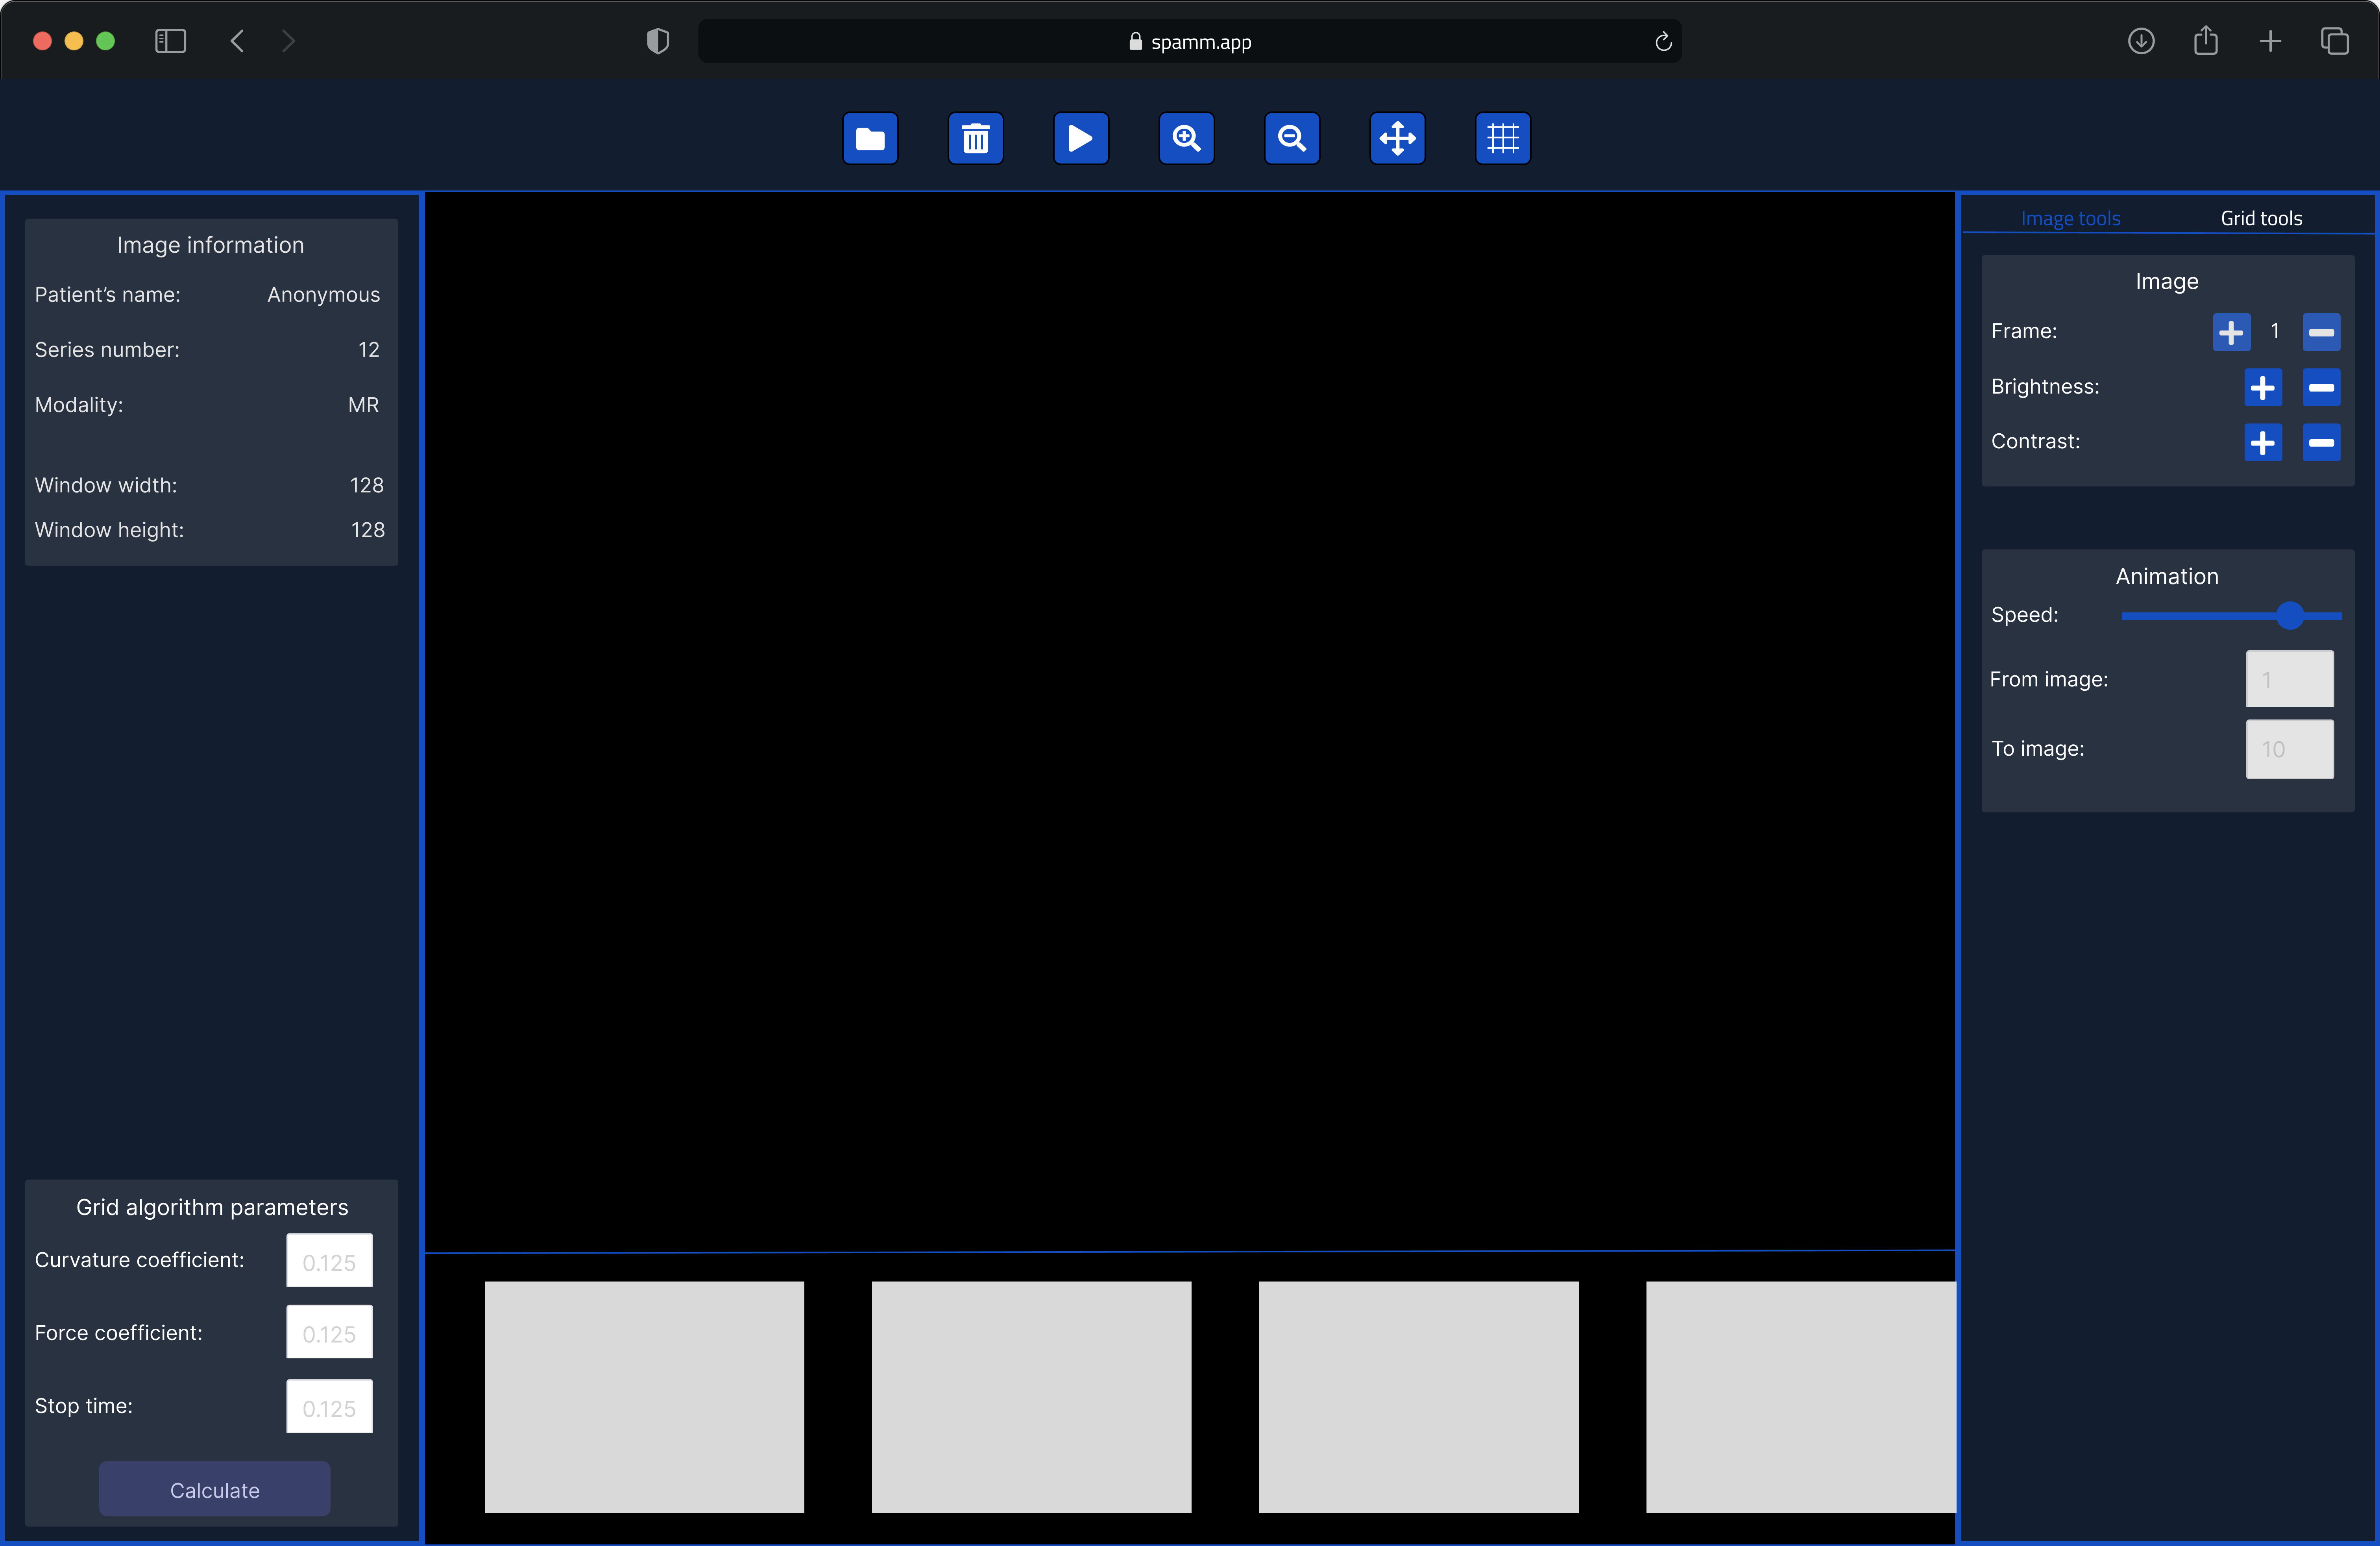 spamm.app
Image information
Patient’s name: Anonymous
Series number: 12
Modality: MR
Window width: 128
Window height: 128
Grid algorithm parameters
Curvature coefficient: 0.125
Force coefficient: 0.125
Stop time: 0.125
Calculate
Image tools Grid tools
Image
Frame: 1
Brightness:
Contrast:
Animation
Speed:
From image: 1
To image: 10